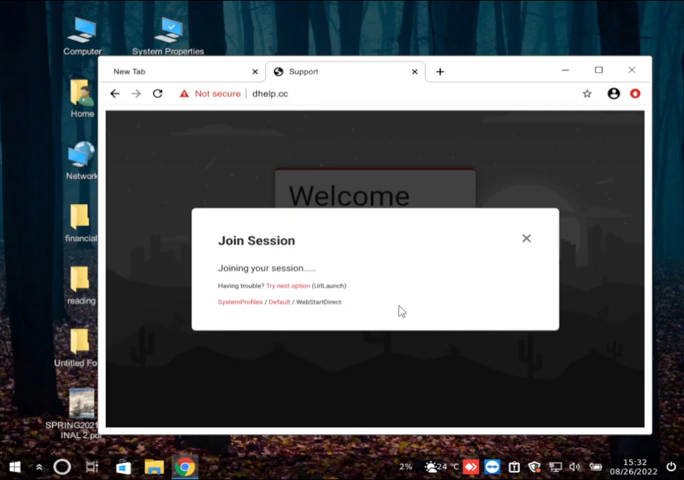 Computer
System Properties
New Tab
Support
Not secure
dhelp.cc
Home
Network
Welcome
Join Session
Joining your session.....
Having trouble? Try next option (UrlLaunch)
SystemProfiles / Default / WebStartDirect
financial
reading
Untitled Fo
SPRING2021
INAL 2.pdf
2%
24 °C
15:32
08/26/2022